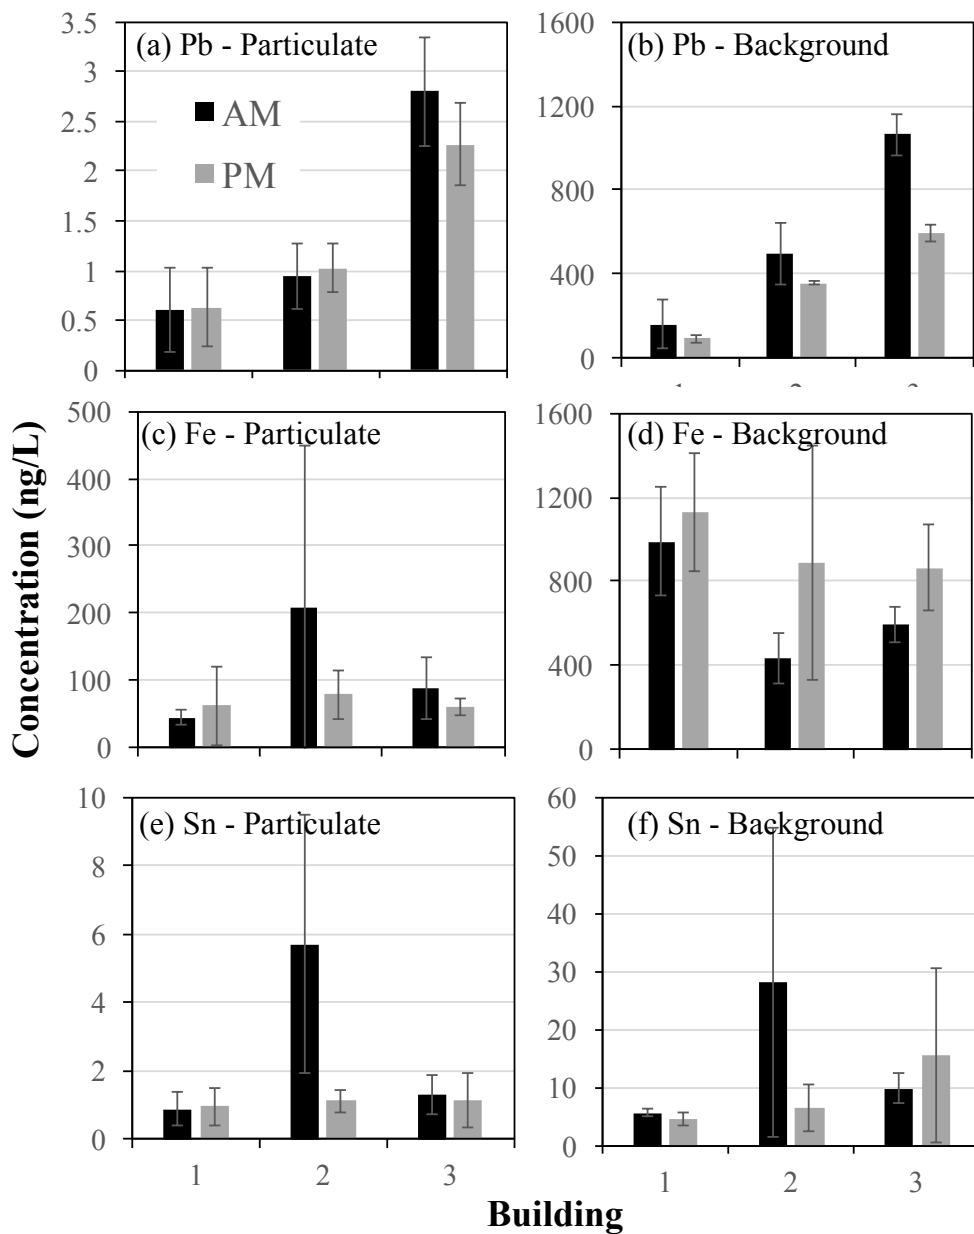 (a) Pb - Particulate
AM
PM
3.5
3
2.5
2
1.5
1
0.5
0
(b) Pb - Background
1600
1200
800
400
0
1 2 3
(c) Fe - Particulate
500
400
300
200
100
0
(d) Fe - Background
1600
1200
800
400
0
(e) Sn - Particulate
10
8
6
4
2
0
1 2 3
(f) Sn - Background
60
50
40
30
20
10
0
1 2 3
Concentration (ng/L)
Building